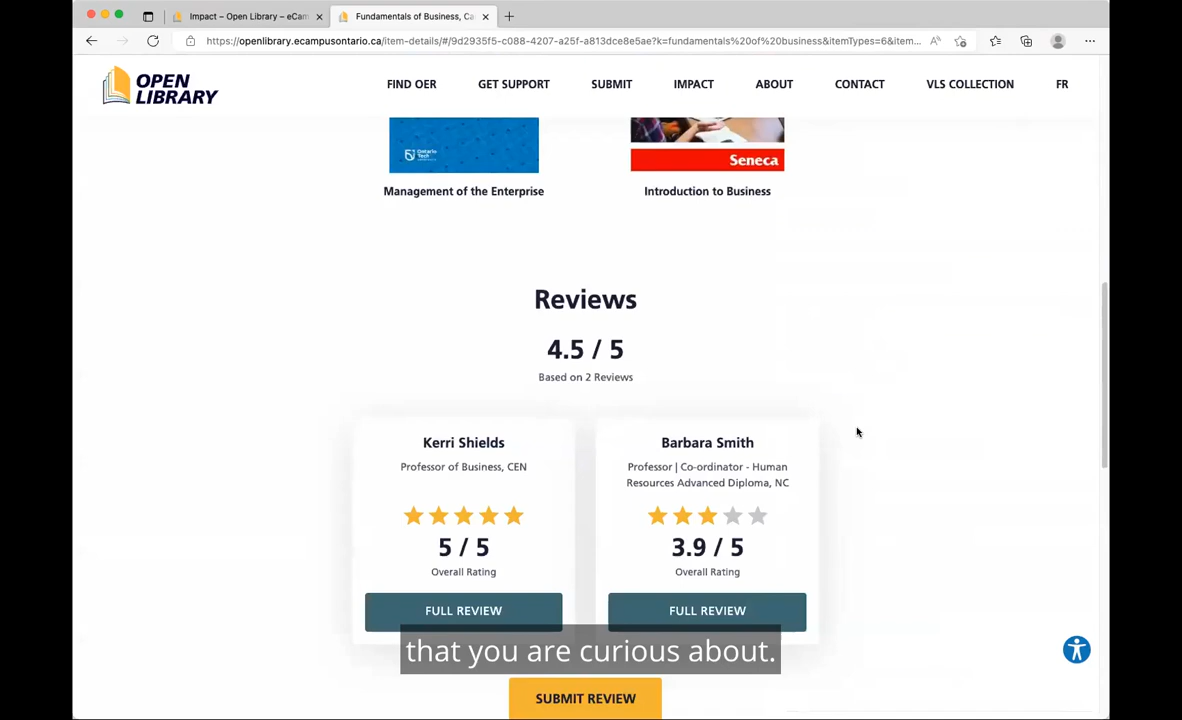 Impact – Open Library – eCam
Fundamentals of Business, Ca
https://openlibrary.ecampusontario.ca/item-details/#/9d2935f5-c088-4207-a25f-a813dce8e5ae?k=fundamentals%20of%20business&itemTypes=6&item...
OPEN
LIBRARY
FIND OER
GET SUPPORT
SUBMIT
IMPACT
ABOUT
CONTACT
VLS COLLECTION
FR
Ontario
Tech
Seneca
Management of the Enterprise
Introduction to Business
Reviews
4.5 / 5
Based on 2 Reviews
Kerri Shields
Professor of Business, CEN
5 / 5
Overall Rating
FULL REVIEW
Barbara Smith
Professor | Co-ordinator - Human
Resources Advanced Diploma, NC
3.9 / 5
Overall Rating
FULL REVIEW
that you are curious about.
SUBMIT REVIEW